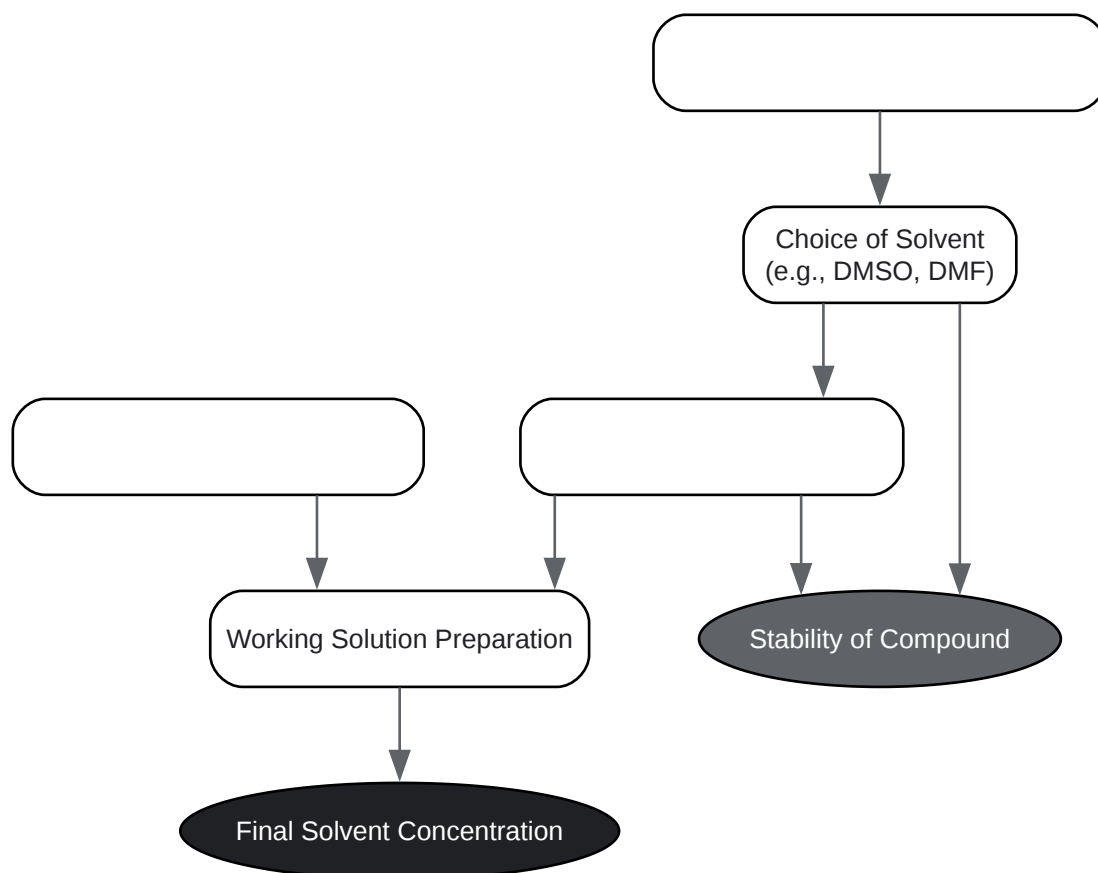 Choice of Solvent
(e.g., DMSO, DMF)
Working Solution Preparation
Stability of Compound
Final Solvent Concentration